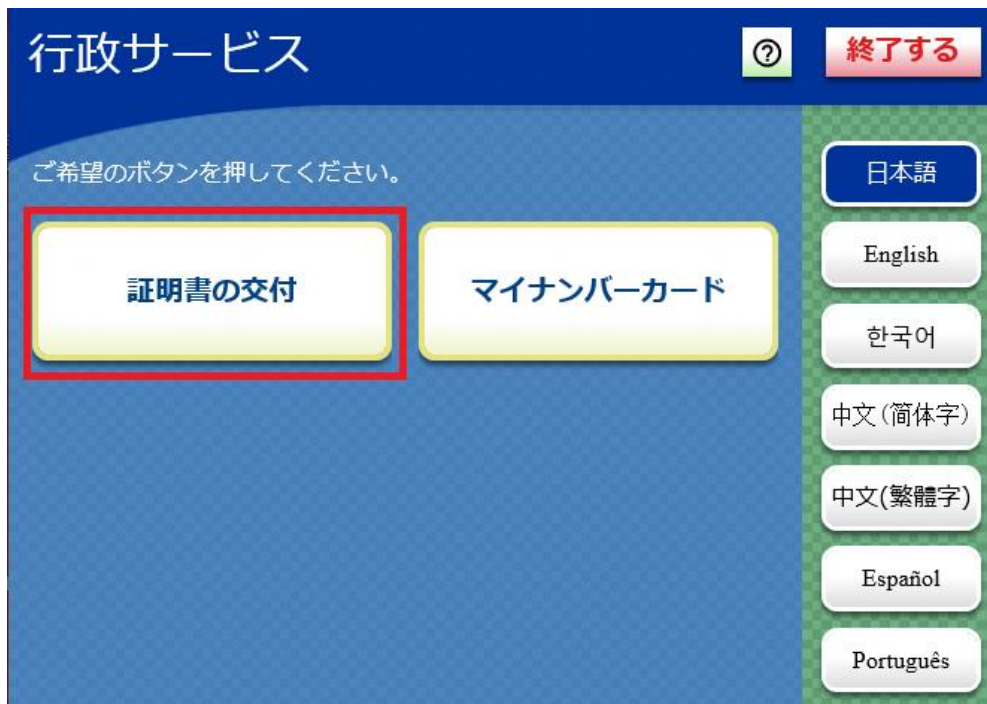 行政サービス
?
終了する
ご希望のボタンを押してください。
証明書の交付
マイナンバーカード
日本語
English
한국어
中文(简体字)
中文(繁體字)
Español
Português